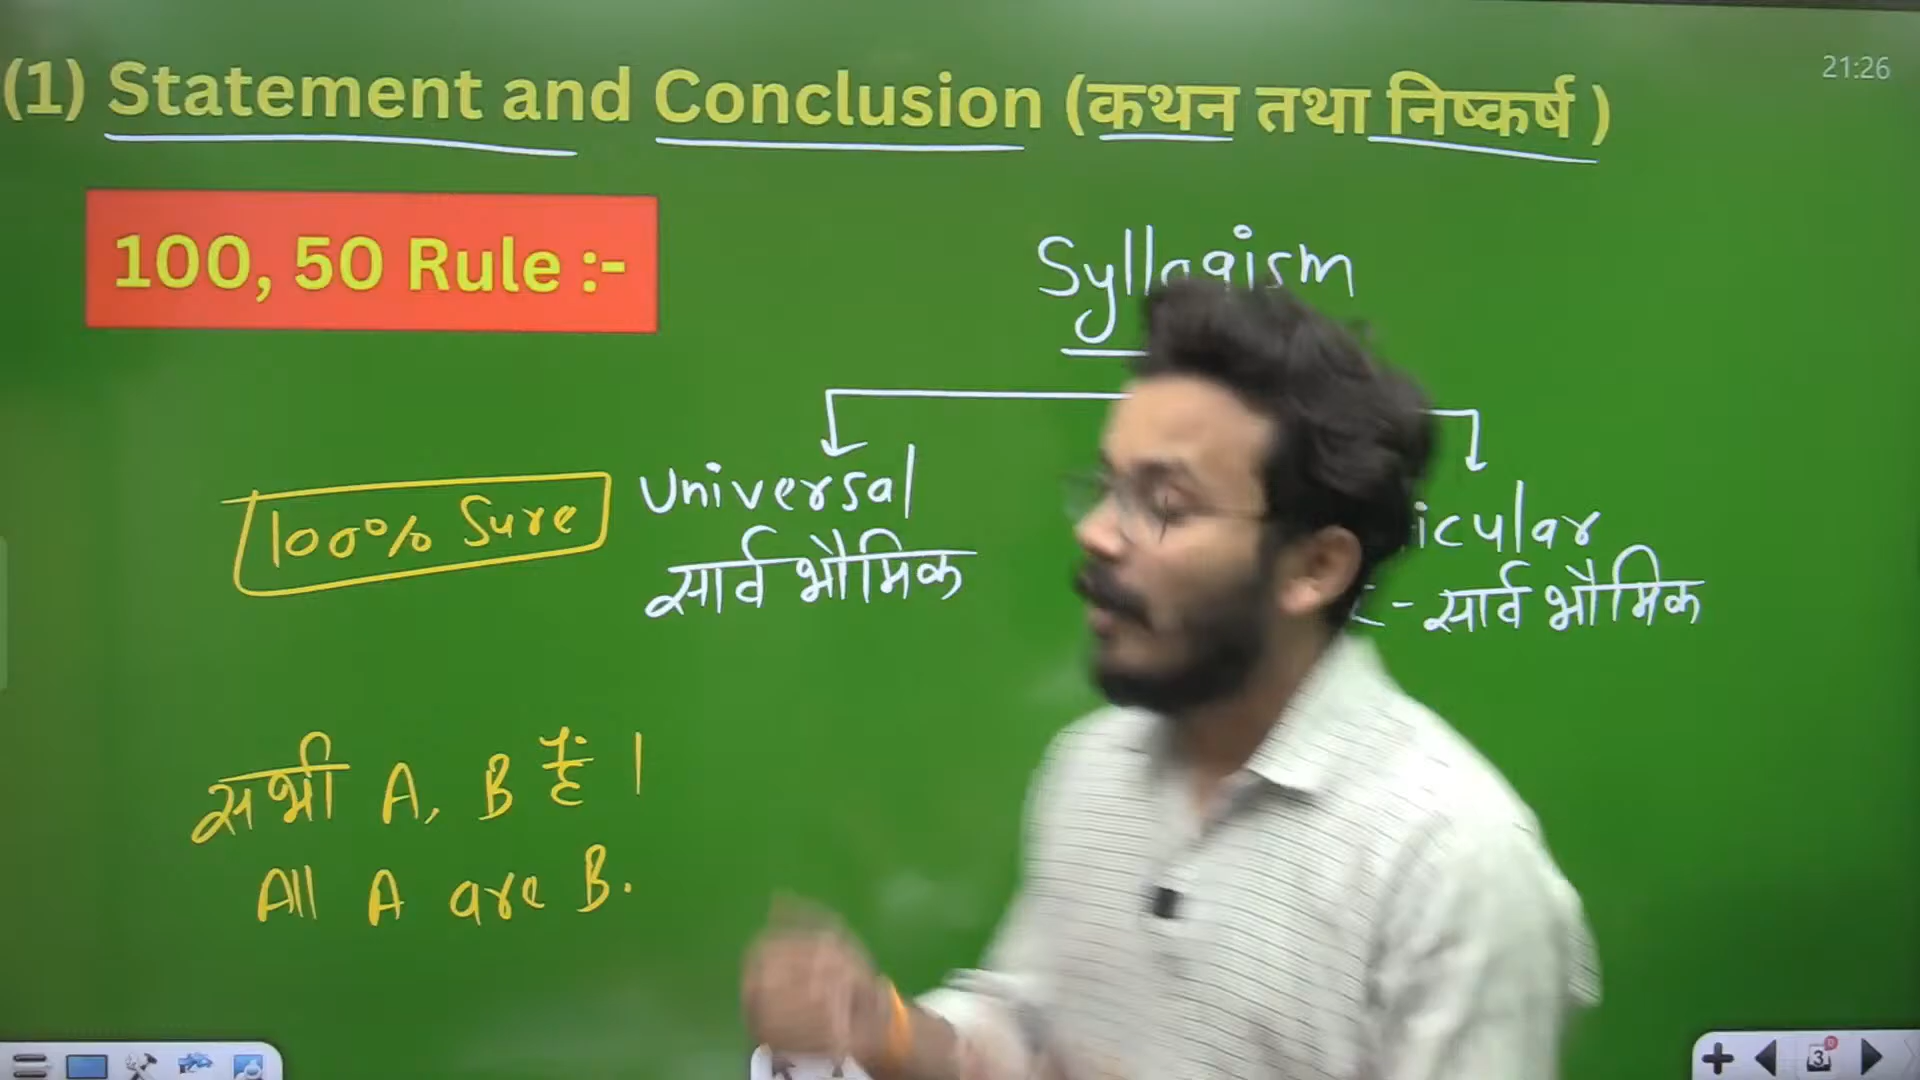 (1) Statement and Conclusion (कथन तथा निष्कर्ष )
21:26
100, 50 Rule :-
100% Sure
Universal
सार्वभौमिक
सार्वभौमिक
सभी A, B हैं।
All A are B.
3